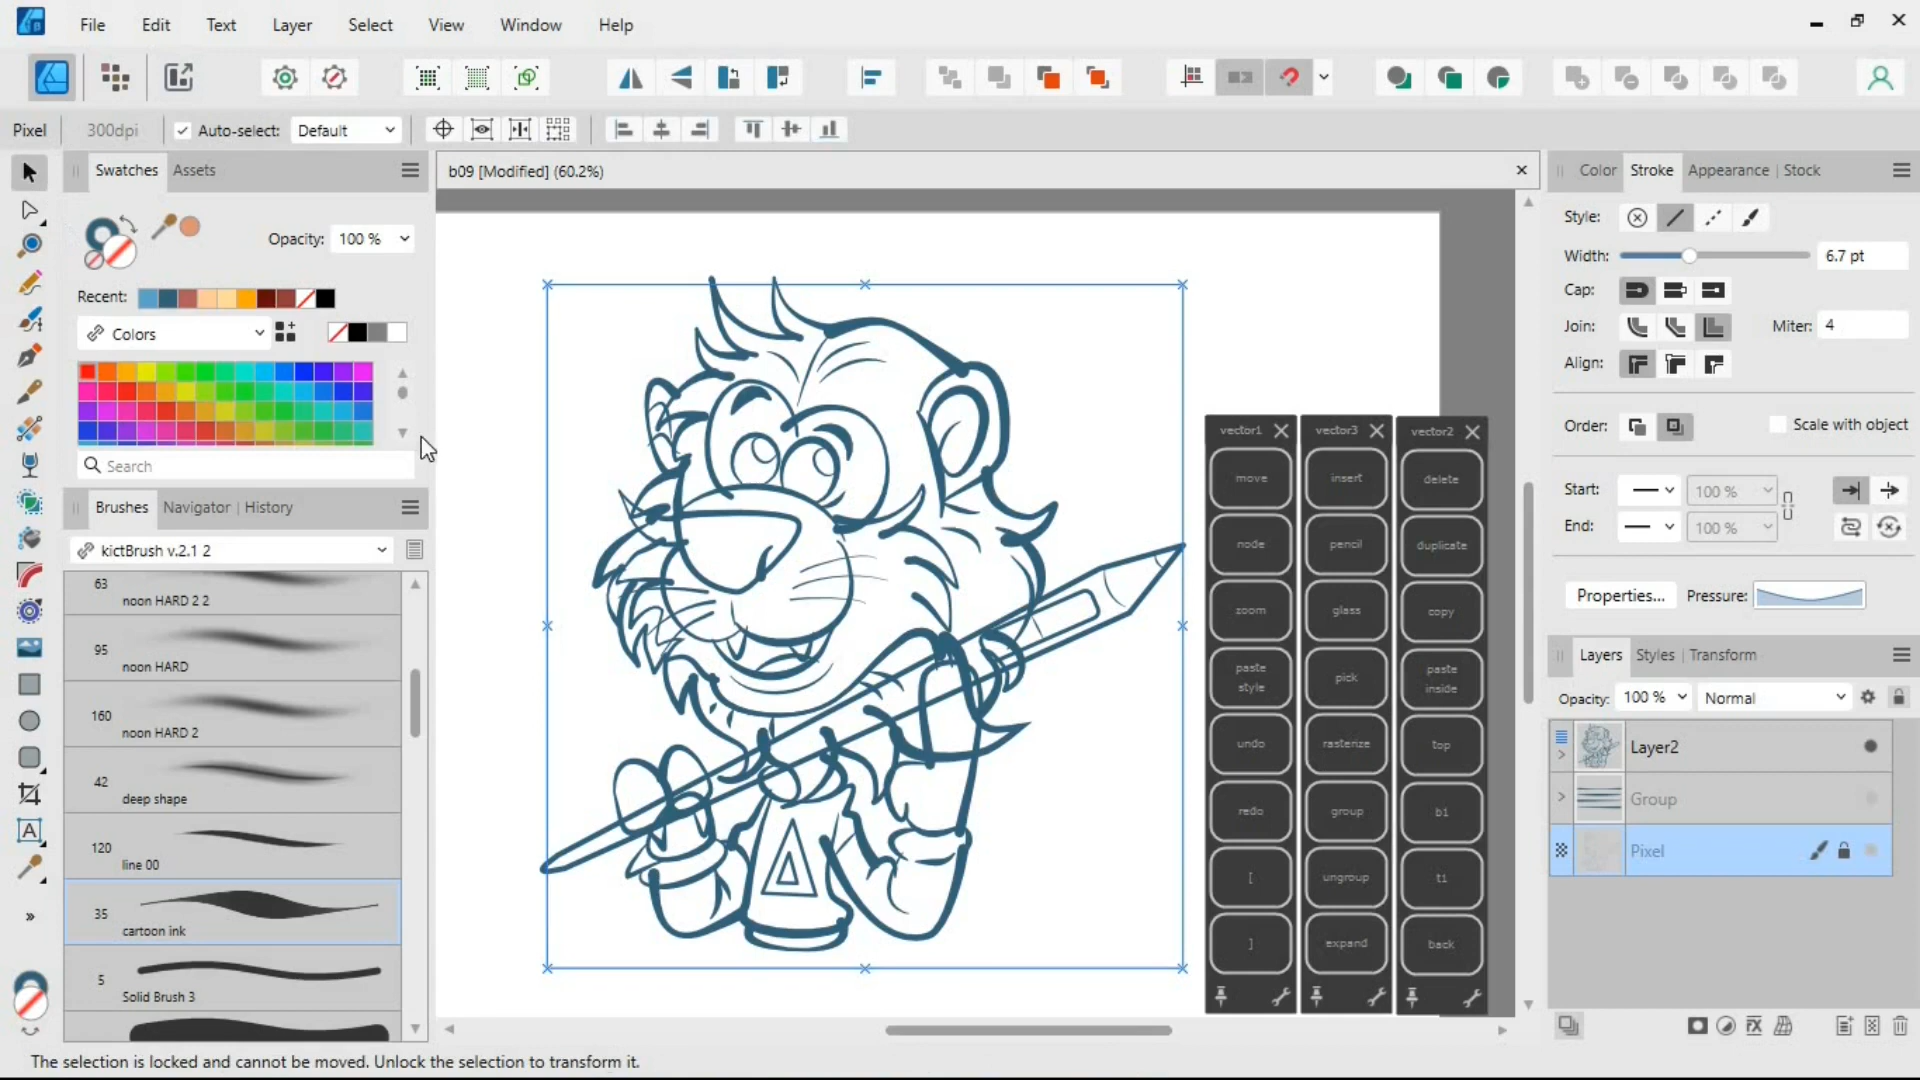 File Edit Text Layer Select View Window Help
Pixel 300dpi Auto-select: Default
Swatches Assets
b09 [Modified] (60.2%)
Color Stroke Appearance | Stock
Opacity: 100 %
Recent:
Colors
Search
Brushes Navigator | History
kictBrush v.2.1 2
63
noon HARD 2 2
95
noon HARD
160
noon HARD 2
42
deep shape
120
line 00
35
cartoon ink
5
Solid Brush 3
vector1 vector3 vector2
move insert delete
node pencil duplicate
zoom glass copy
paste style pick paste inside
undo rasterize top
redo group b1
[ ungroup t1
] expand back
Style:
Width: 6.7 pt
Cap:
Join: Miter: 4
Align:
Order: Scale with object
Start: 100 %
End: 100 %
Properties... Pressure:
Layers Styles | Transform
Opacity: 100 % Normal
Layer2
Group
Pixel
The selection is locked and cannot be moved. Unlock the selection to transform it.